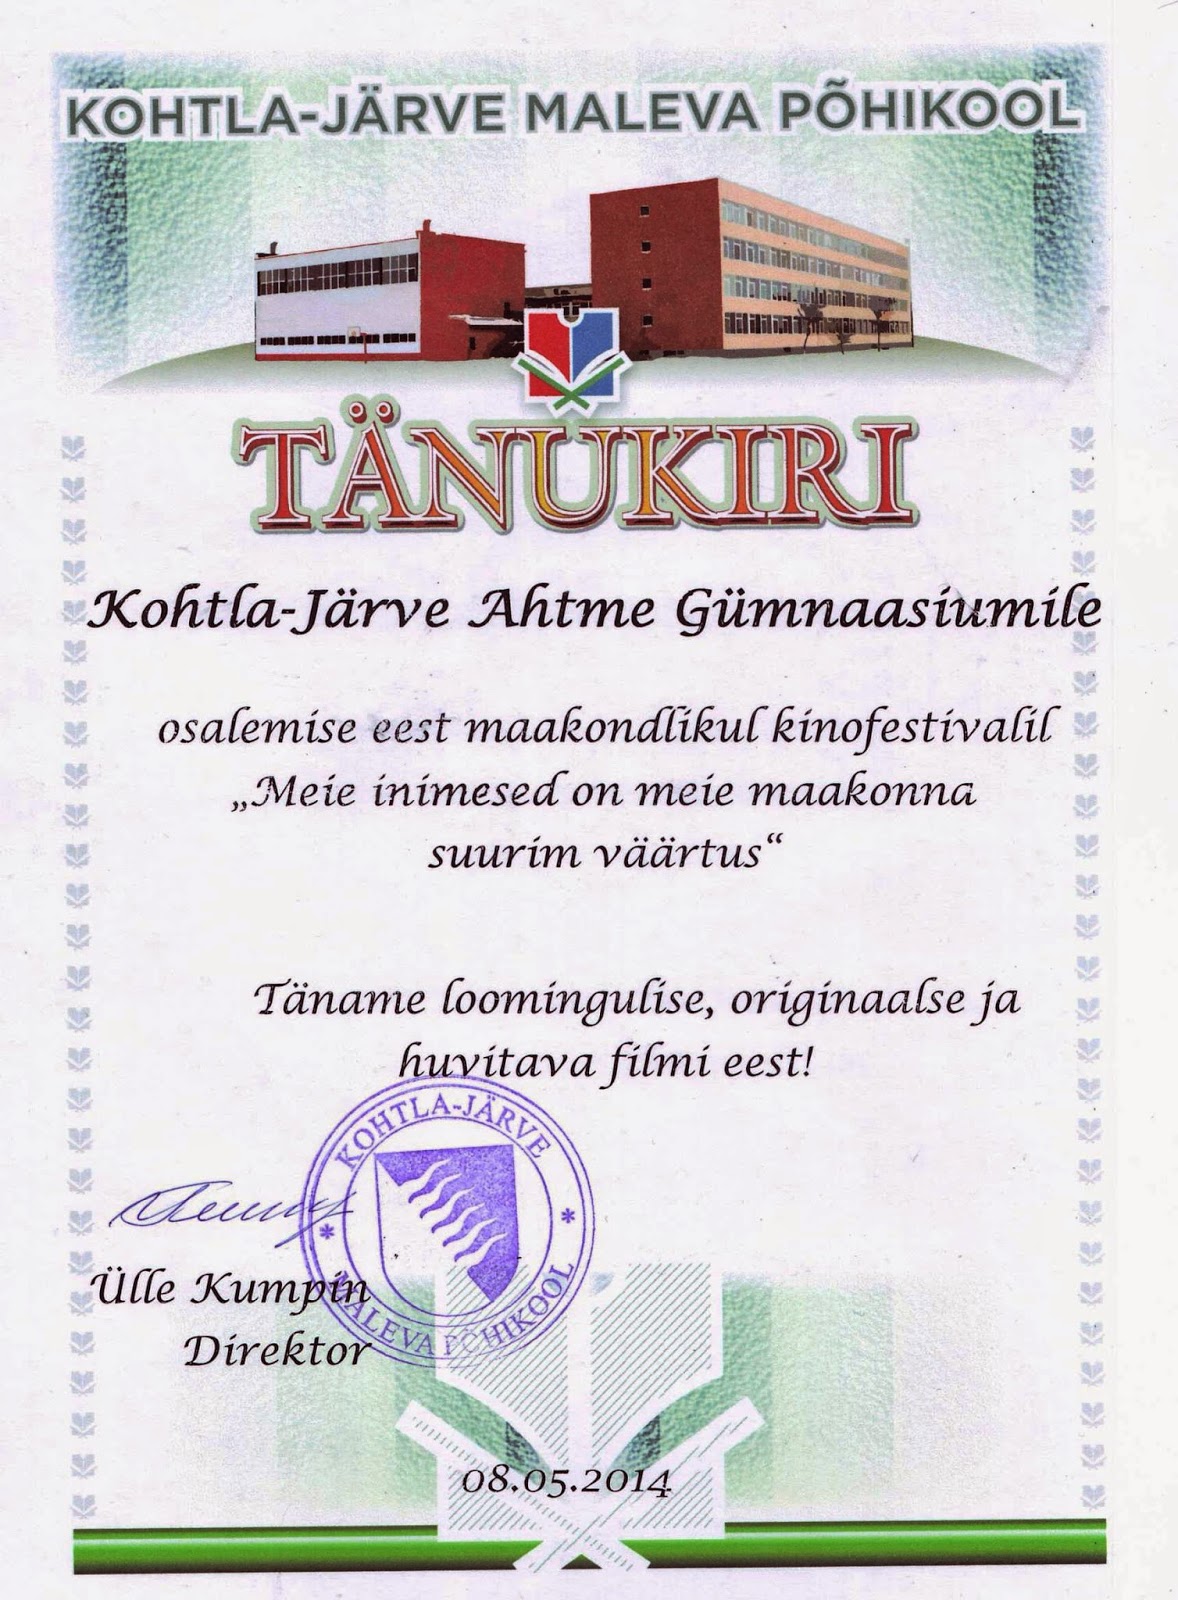 KOHTLA-JÄRVE MALEVA PÕHIKOOL
TÄNUKIRI
Kohtla-Järve Ahtme Gümnaasiumile
osalemise eest maakondlikul kinofestivalil
„Meie inimesed on meie maakonna
suurim väärtus“
Täname loomingulise, originaalse ja
huvitava filmi eest!
KOHTLA-JÄRVE
* *
MALEVA PÕHIKOOL
Ülle Kumpin
Direktor
08.05.2014